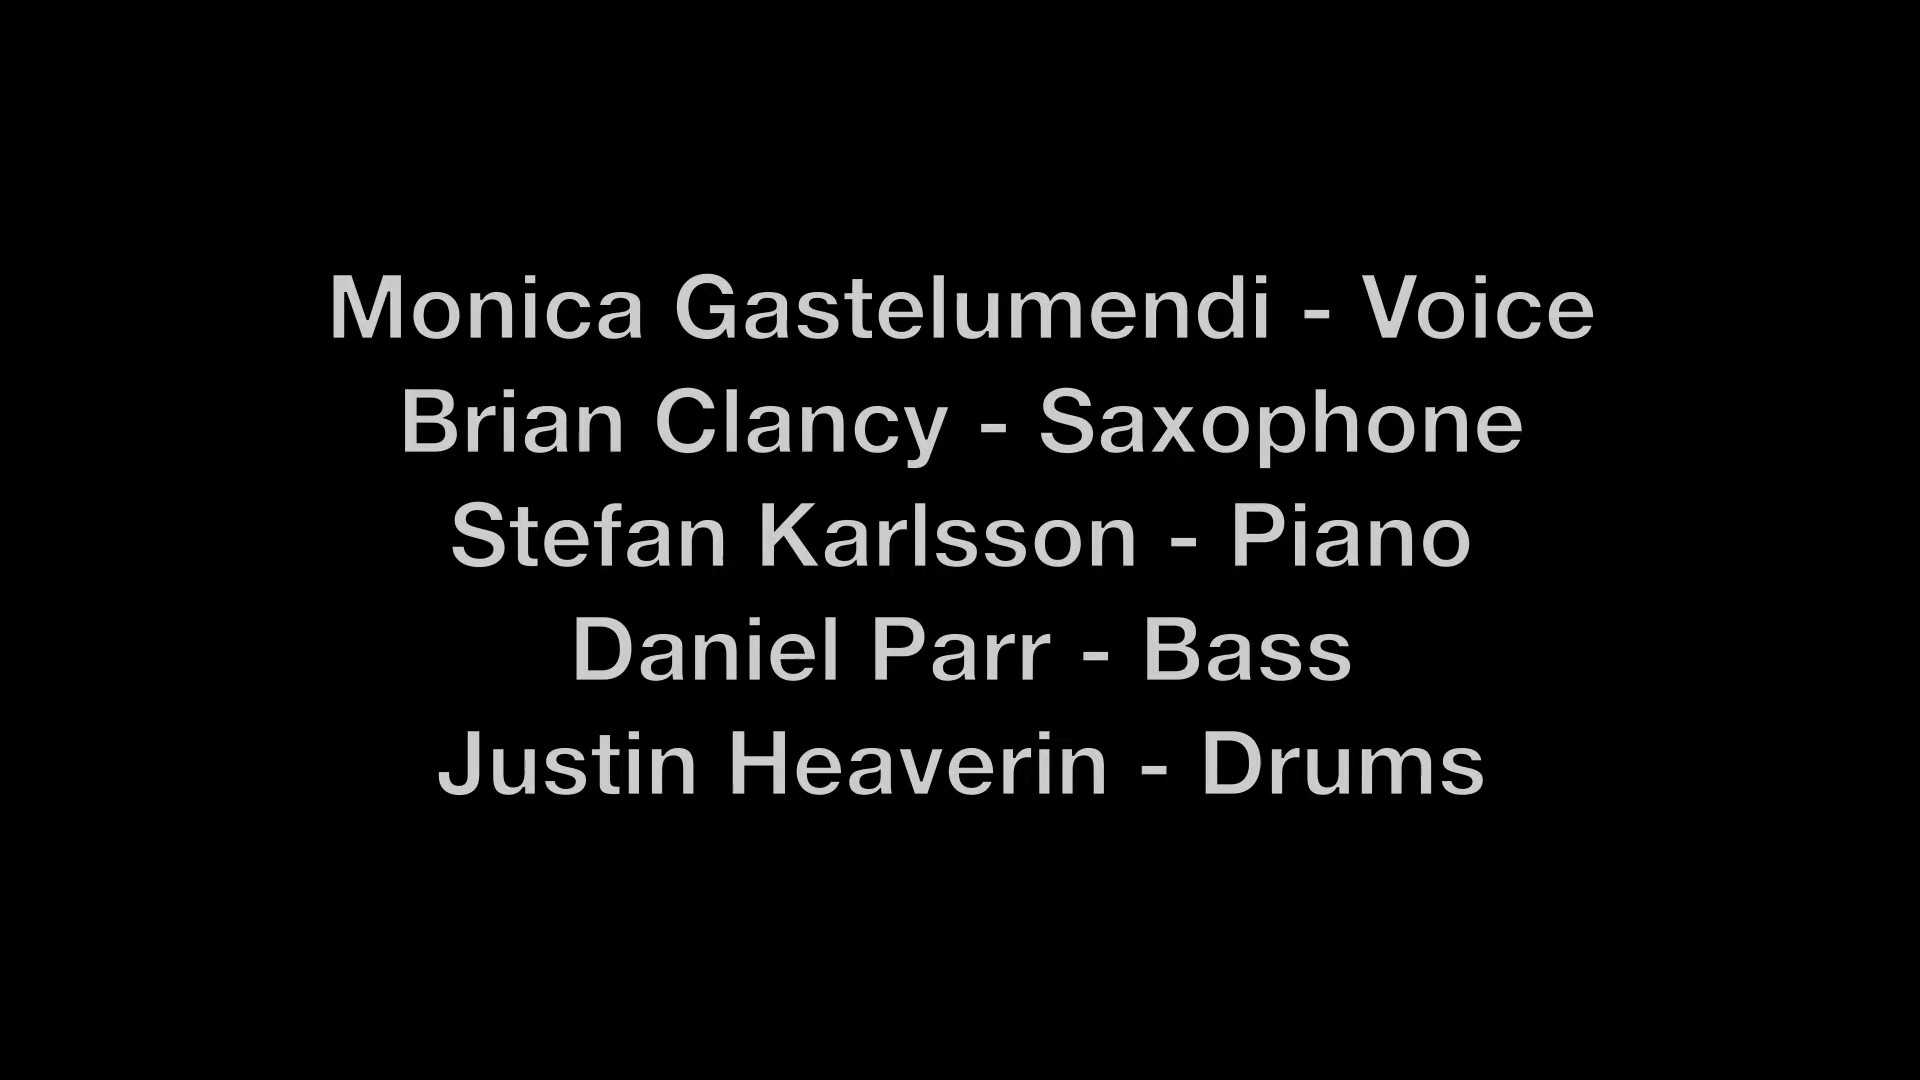 Monica Gastelumendi - Voice
Brian Clancy - Saxophone
Stefan Karlsson - Piano
Daniel Parr - Bass
Justin Heaverin - Drums